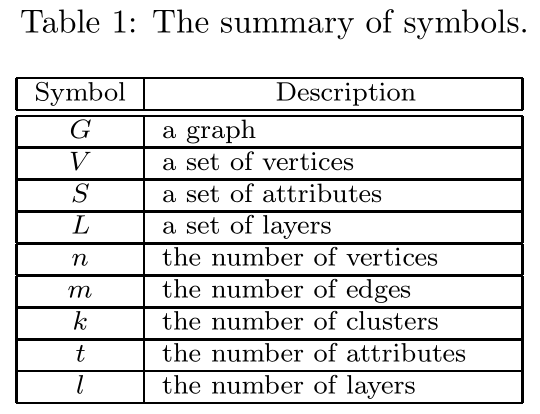 Table 1: The summary of symbols.
Symbol Description
G a graph
V a set of vertices
S a set of attributes
L a set of layers
n the number of vertices
m the number of edges
k the number of clusters
t the number of attributes
l the number of layers